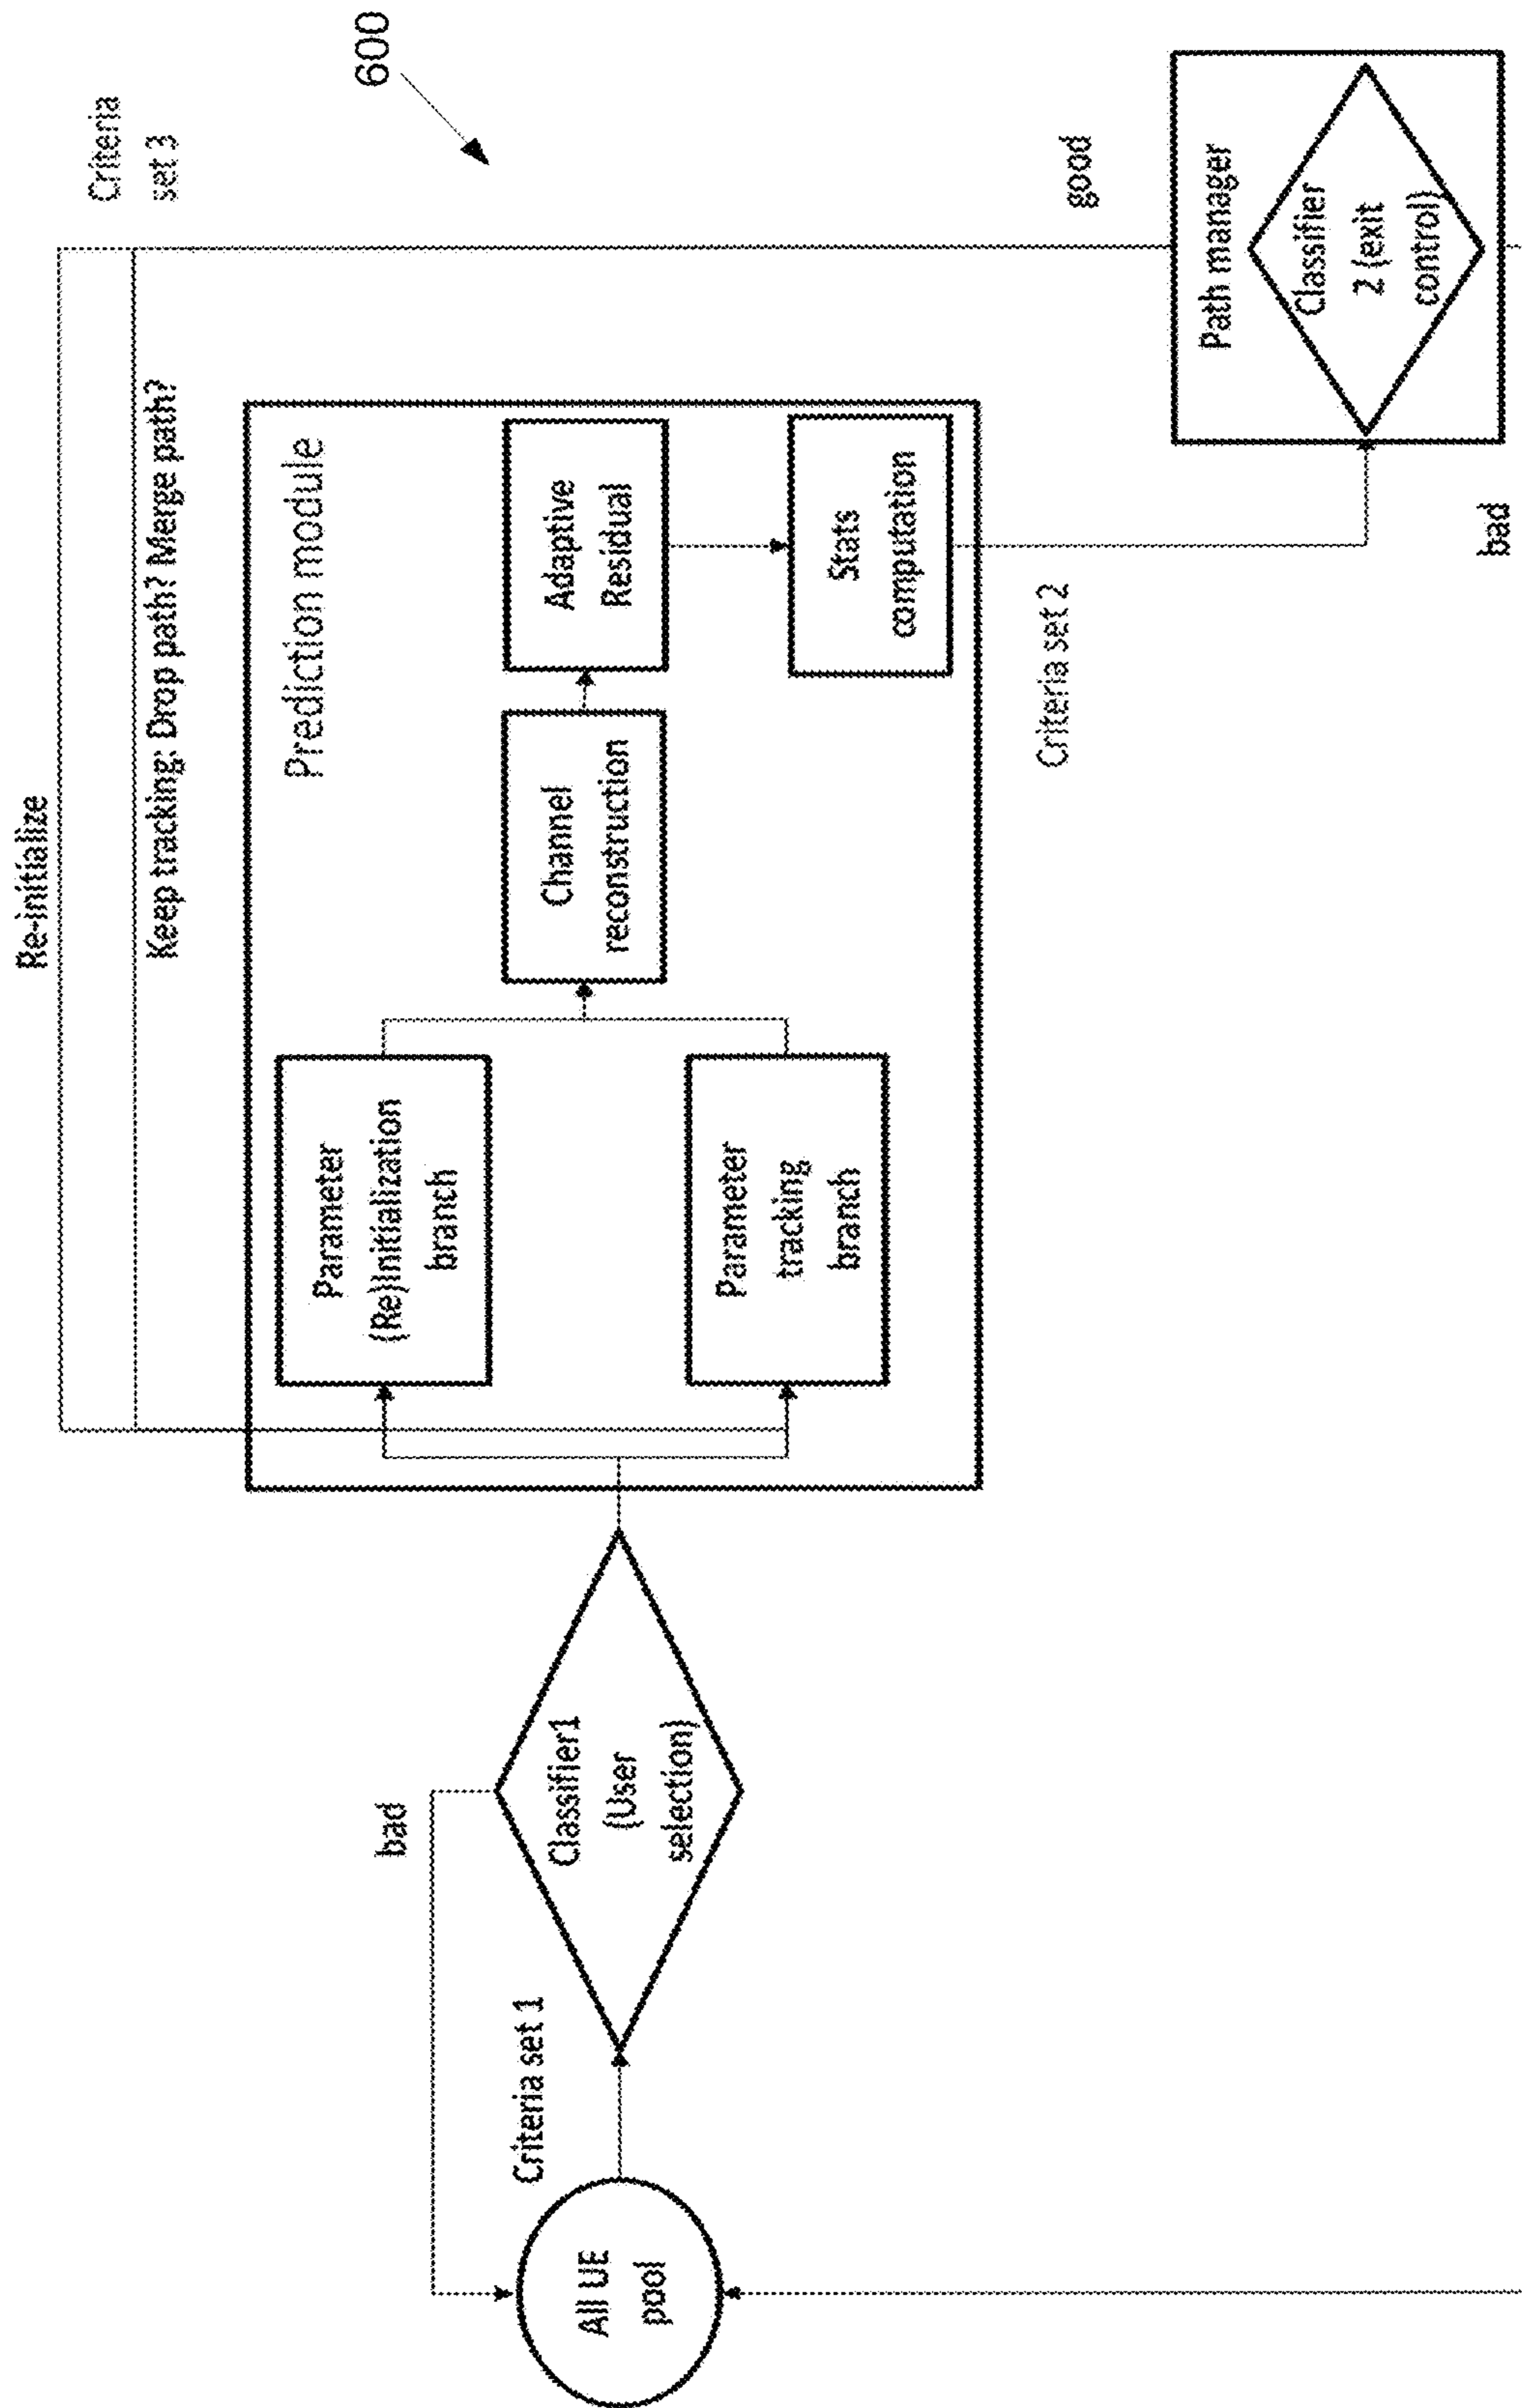 Re-initialize
Criteria
set 3
Keep tracking: Drop path? Merge path?
600
Prediction module
bad
Criteria set 1
All UE
pool
Classifier1
(User
selection)
Parameter
(Re)Initialization
branch
Parameter
tracking
branch
Channel
reconstruction
Adaptive
Residual
Stats
computation
Criteria set 2
good
Path manager
Classifier
2 (exit
control)
bad